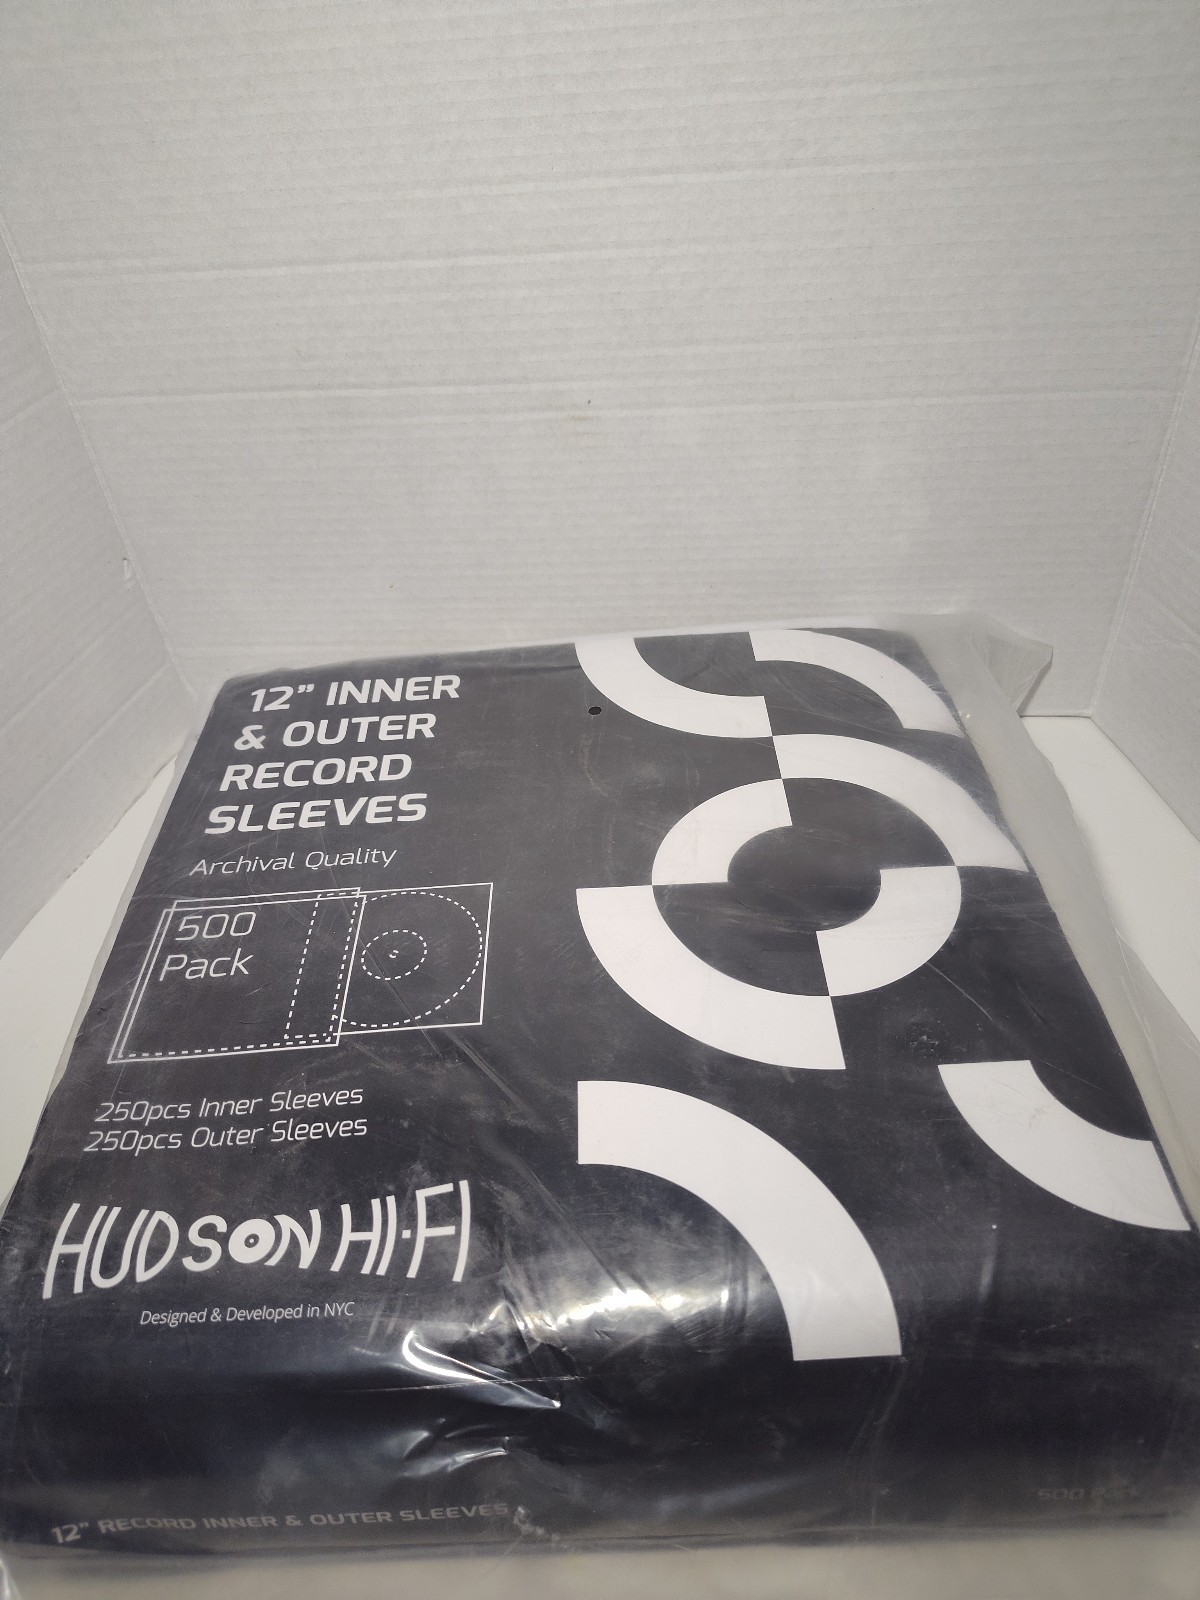 12” INNER
& OUTER
RECORD
SLEEVES
Archival Quality
500
Pack
250pcs Inner Sleeves
250pcs Outer Sleeves
HUDSON HI-FI
Designed & Developed in NYC
12” RECORD INNER & OUTER SLEEVES
500 Pack